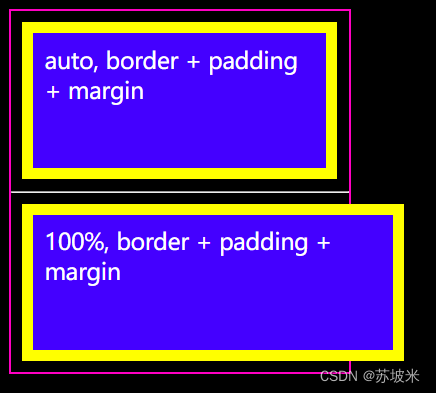 auto, border + padding
+ margin
100%, border + padding +
margin
CSDN @苏坡米